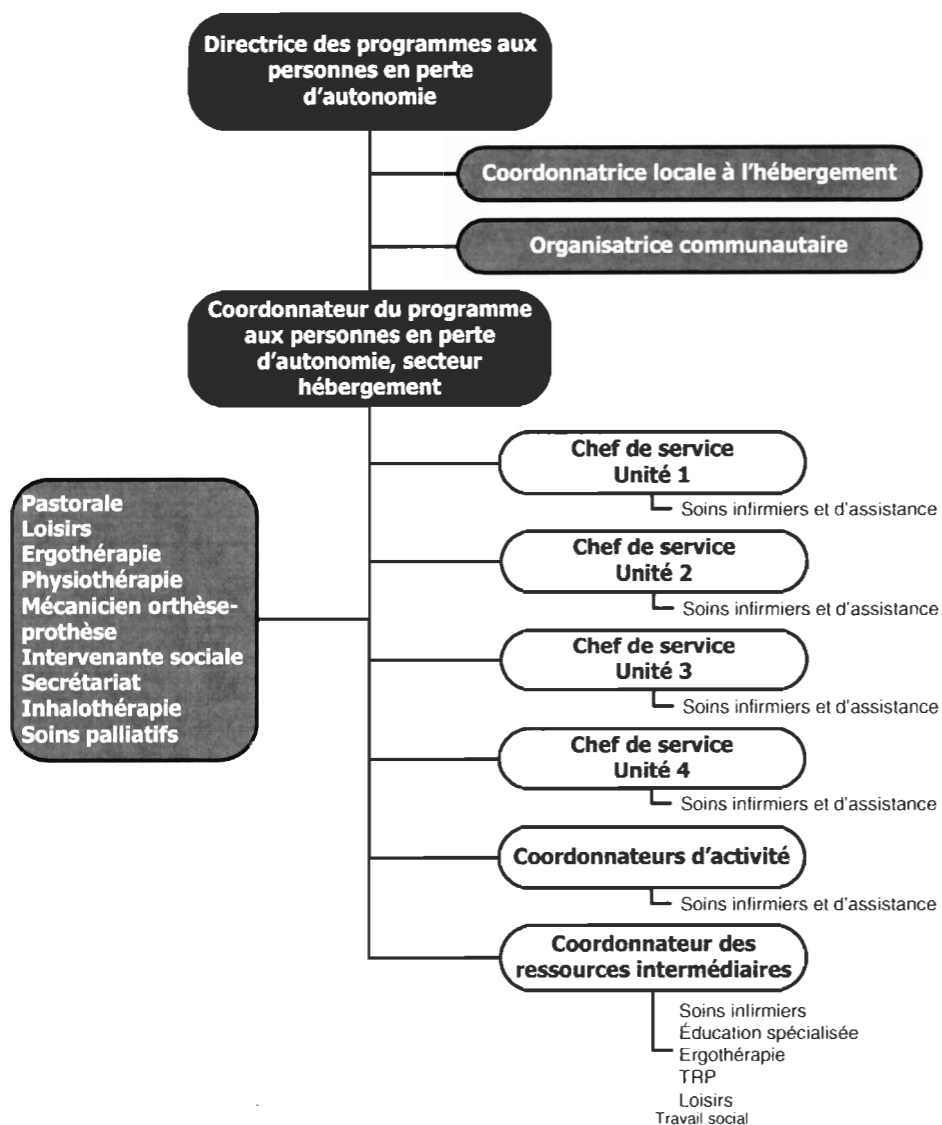 Directrice des programmes aux
personnes en perte
d'autonomie
Coordonnatrice locale à l'hébergement
Organisatrice communautaire
Coordonnateur du programme
aux personnes en perte
d'autonomie, secteur
hébergement
Pastorale
Loisirs
Ergothérapie
Physiothérapie
Mécanicien orthèse-
prothèse
Intervenante sociale
Secrétariat
Inhalothérapie
Soins palliatifs
Chef de service
Unité 1
Soins infirmiers et d'assistance
Chef de service
Unité 2
Soins infirmiers et d'assistance
Chef de service
Unité 3
Soins infirmiers et d'assistance
Chef de service
Unité 4
Soins infirmiers et d'assistance
Coordonnateurs d'activité
Soins infirmiers et d'assistance
Coordonnateur des
ressources intermédiaires
Soins infirmiers
Éducation spécialisée
Ergothérapie
TRP
Loisirs
Travail social